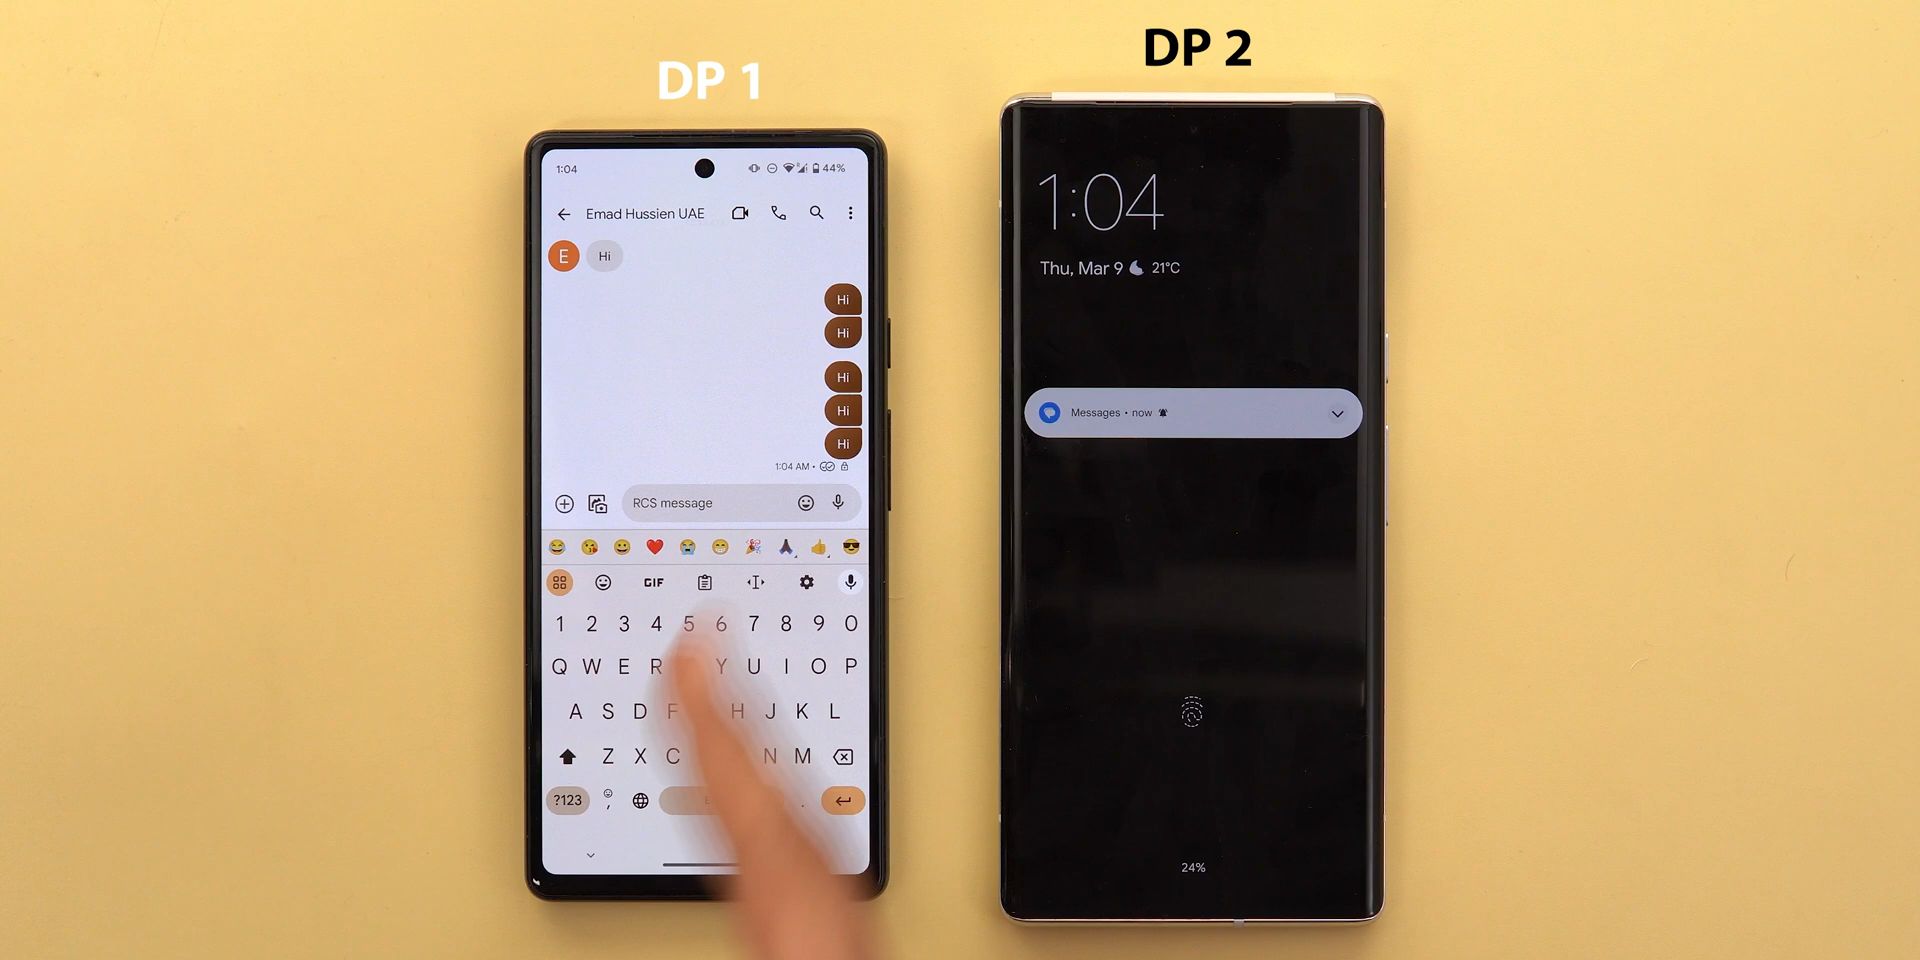 DP 1
1:04
44%
Emad Hussien UAE
E
Hi
Hi
Hi
Hi
Hi
Hi
1:04 AM •
RCS message
GIF
1 2 3 4 5 6 7 8 9 0
Q W E R Y U I O P
A S D F H J K L
Z X C N M
?123 , .
DP 2
1:04
Thu, Mar 9 21°C
Messages • now
24%